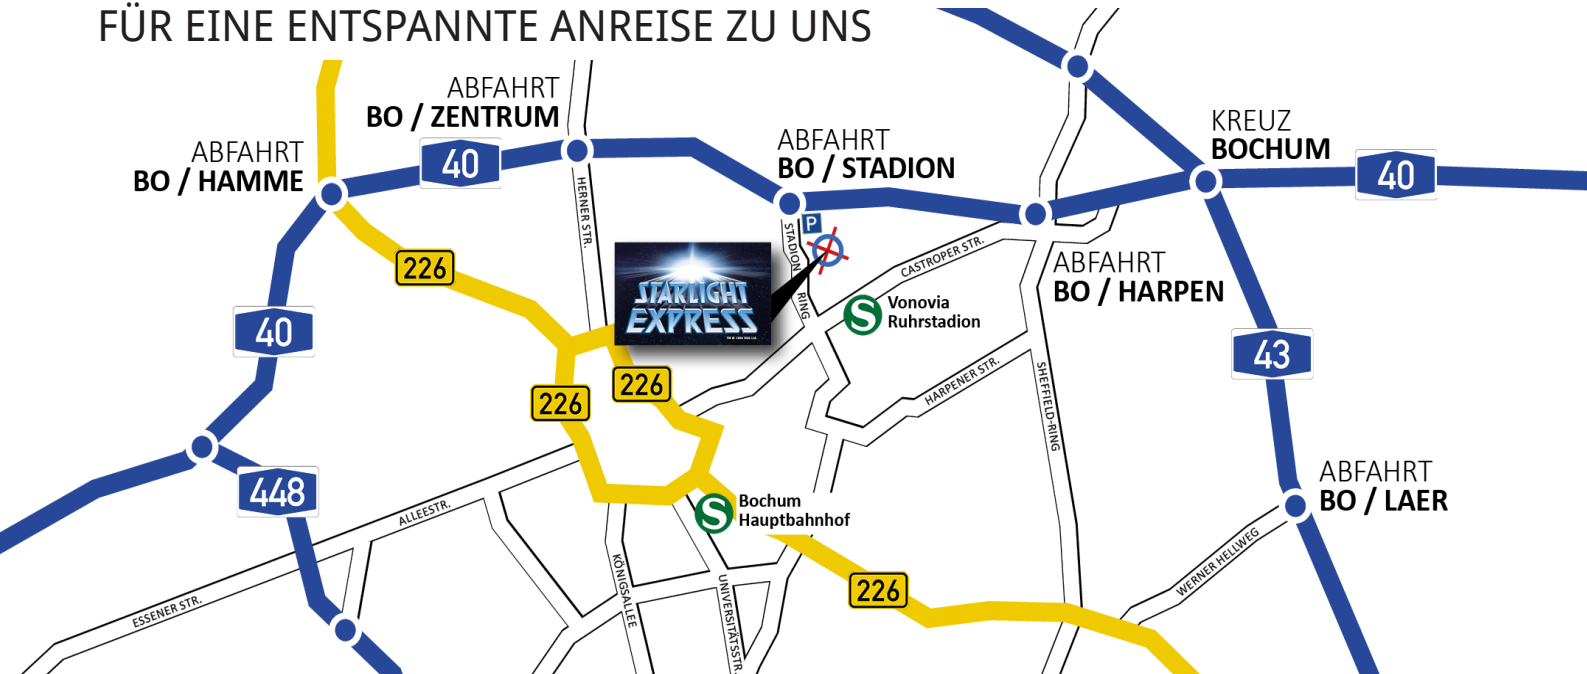 FÜR EINE ENTSPANNTE ANREISE ZU UNS
ABFAHRT
BO / ZENTRUM
ABFAHRT
BO / HAMME
40
ABFAHRT
BO / STADION
KREUZ
BOCHUM
40
P
HERNER STR.
STADION RING
226
STARLIGHT
EXPRESS
CASTROPER STR.
ABFAHRT
BO / HARPEN
Vonovia
Ruhrstadion
S
40
43
226
226
HARPENER STR.
SHEFFIELD-RING
448
ABFAHRT
BO / LAER
S
Bochum
Hauptbahnhof
ALLEESTR.
ESSENER STR.
KÖNIGSALLEE
UNIVERSITÄTSSTR.
226
WERNER HELLWEG